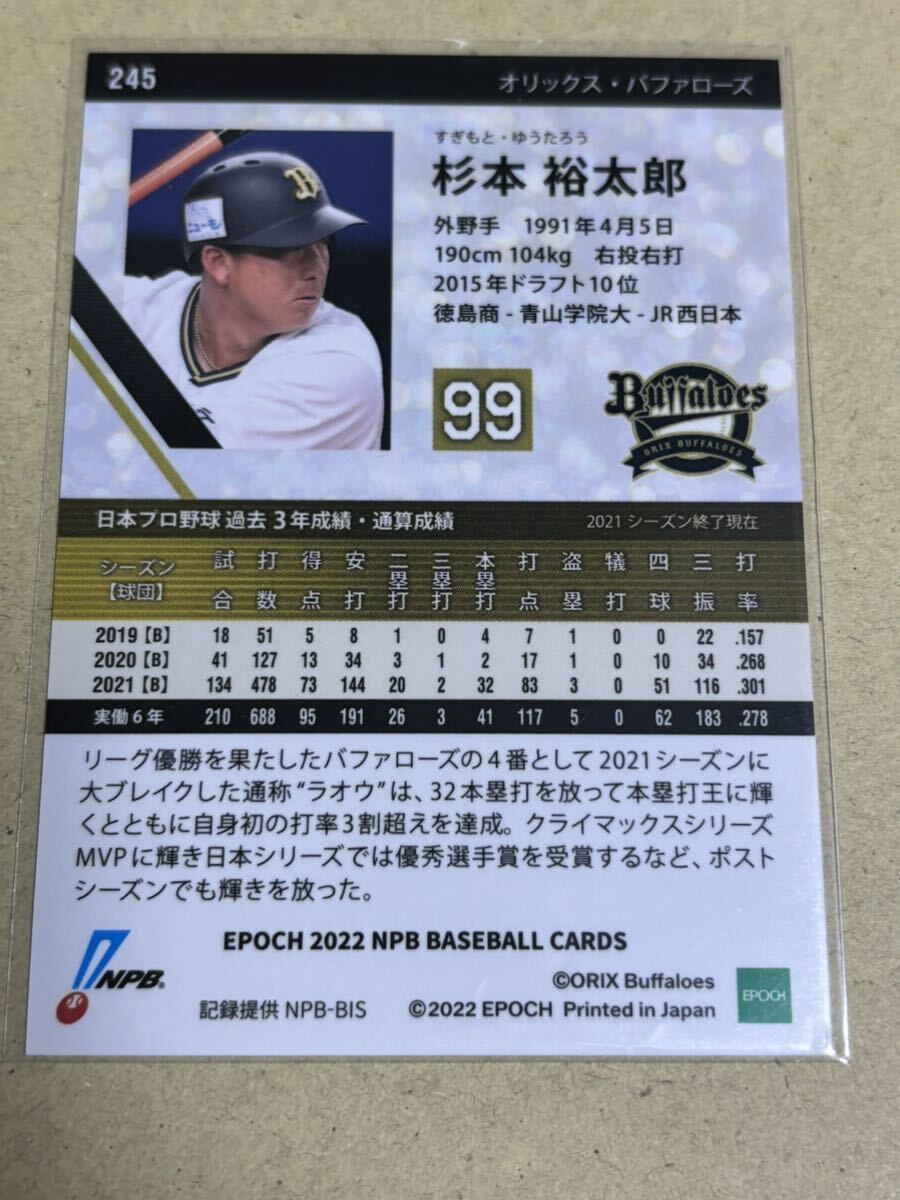 245
オリックス・バファローズ
すぎもと・ゆうたろう
杉本 裕太郎
外野手 1991年4月5日
190cm 104kg 右投右打
2015年ドラフト10位
徳島商 - 青山学院大 - JR西日本
B
99
Buffaloes
ORIX BUFFALOES
日本プロ野球 過去 3年成績・通算成績 2021シーズン終了現在
シーズン【球団】 試合 打数 得点 安打 二塁打 三塁打 本塁打 打点 盗塁 犠打 四球 三振 打率
2019【B】 18 51 5 8 1 0 4 7 1 0 0 22 .157
2020【B】 41 127 13 34 3 1 2 17 1 0 10 34 .268
2021【B】 134 478 73 144 20 2 32 83 3 0 51 116 .301
実働6年 210 688 95 191 26 3 41 117 5 0 62 183 .278
リーグ優勝を果たしたバファローズの4番として2021シーズンに
大ブレイクした通称“ラオウ”は、32本塁打を放って本塁打王に輝
くとともに自身初の打率3割超えを達成。クライマックスシリーズ
MVPに輝き日本シリーズでは優秀選手賞を受賞するなど、ポスト
シーズンでも輝きを放った。
EPOCH 2022 NPB BASEBALL CARDS
NPB®
©ORIX Buffaloes
記録提供 NPB-BIS ©2022 EPOCH Printed in Japan
EPOCH